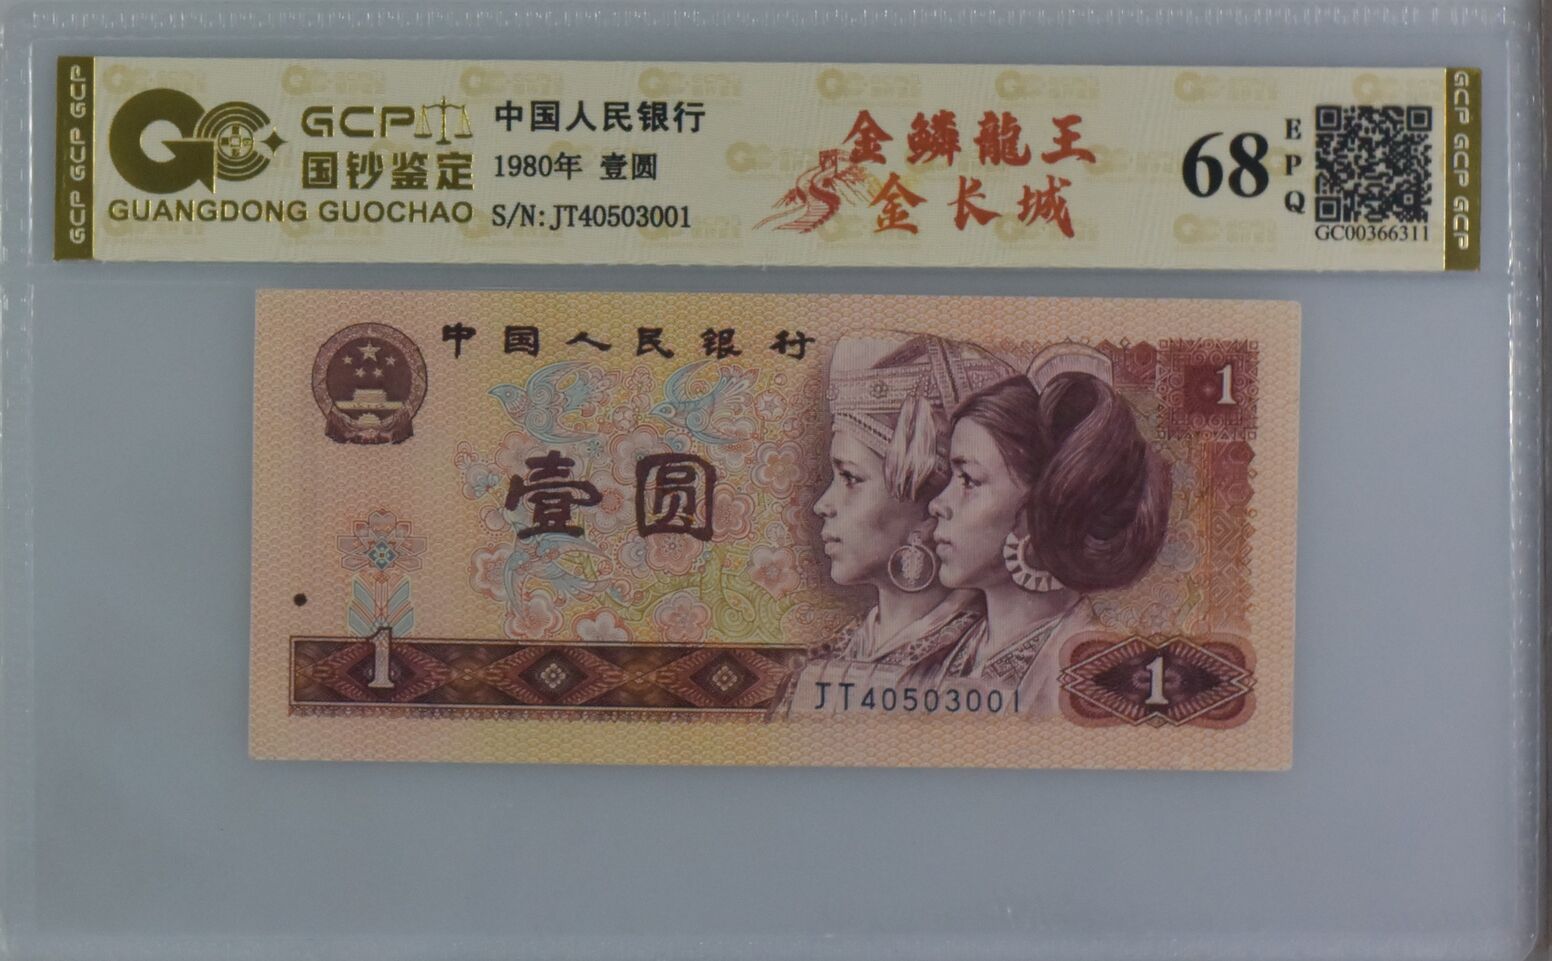 GCP GCP GCP
GCP
国钞鉴定
GUANGDONG GUOCHAO
中国人民银行
1980年 壹圆
S/N: JT40503001
金鳞龍王
金长城
68
EPQ
GC00366311
GCP GCP GCP
中国人民银行
1
壹圆
1
JT40503001
1